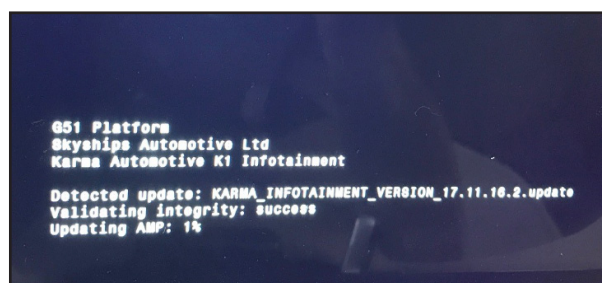 G51 Platform
Skyships Automotive Ltd
Karma Automotive K1 Infotainment
Detected update: KARMA_INFOTAINMENT_VERSION_17.11.16.2.update
Validating integrity: success
Updating AMP: 1%